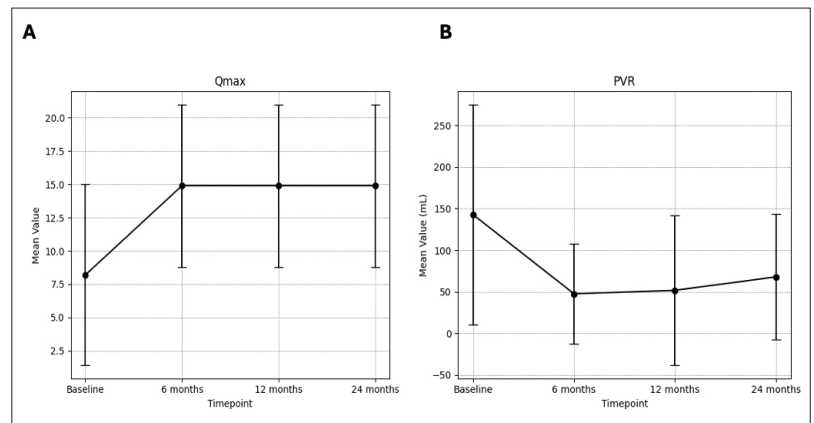 A
B
Qmax
PVR
Mean Value
20.0
17.5
15.0
12.5
10.0
7.5
5.0
2.5
Baseline
6 months
12 months
24 months
Timepoint
Mean Value (mL)
250
200
150
100
50
0
−50
Baseline
6 months
12 months
24 months
Timepoint